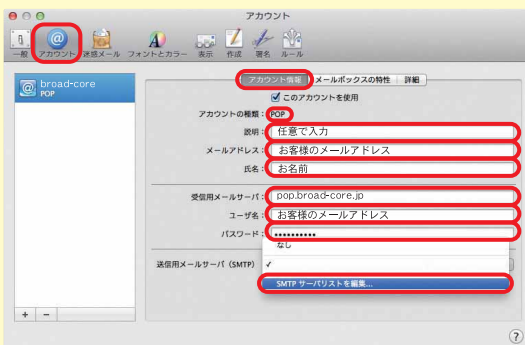 アカウント
一般 アカウント 迷惑メール フォントとカラー 表示 作成 署名 ルール
broad-core
POP
アカウント情報 メールボックスの特性 詳細
このアカウントを使用
アカウントの種類： POP
説明： 任意で入力
メールアドレス： お客様のメールアドレス
氏名： お名前
受信用メールサーバ： pop.broad-core.jp
ユーザ名： お客様のメールアドレス
パスワード： ••••••••••
なし
送信用メールサーバ（SMTP） ✓
SMTP サーバリストを編集...
+ −
?